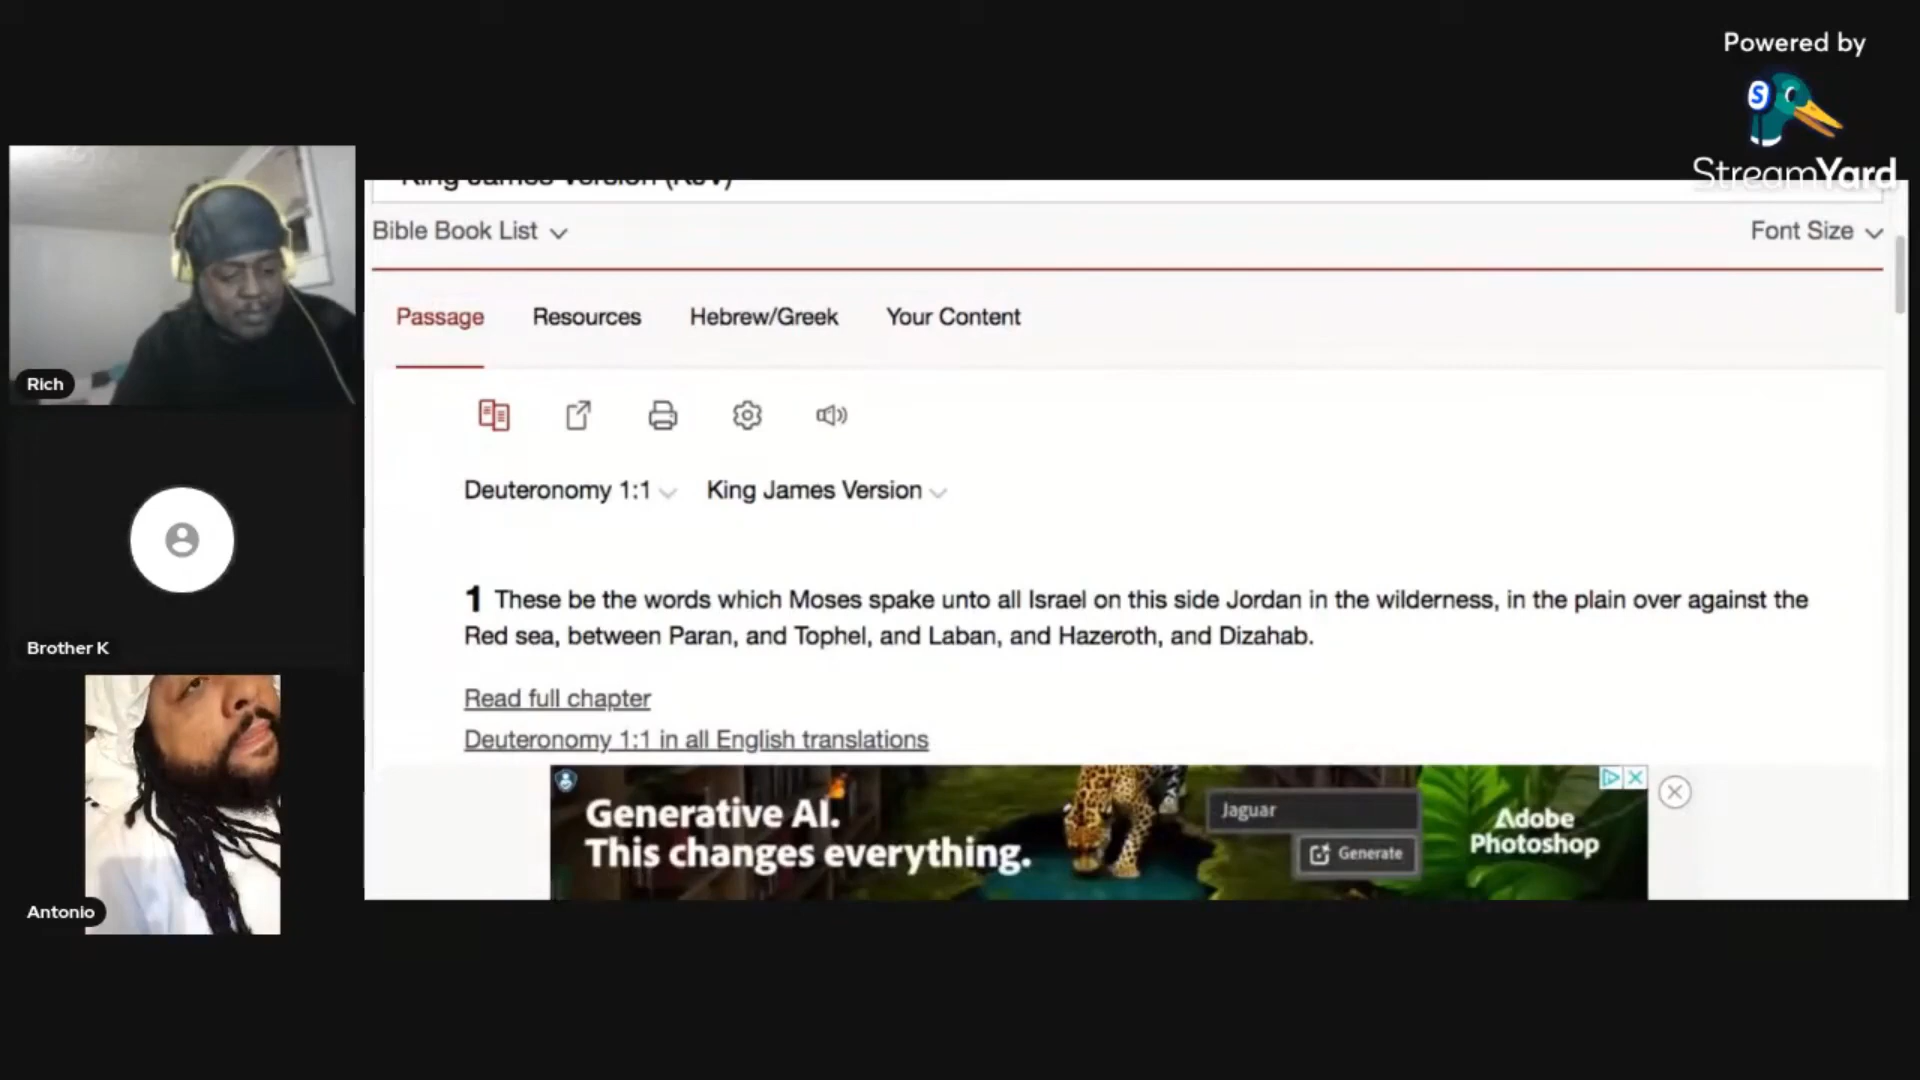 Powered by
StreamYard
King James Version (KJV)
Bible Book List
Font Size
Passage
Resources
Hebrew/Greek
Your Content
Deuteronomy 1:1
King James Version
1 These be the words which Moses spake unto all Israel on this side Jordan in the wilderness, in the plain over against the
Red sea, between Paran, and Tophel, and Laban, and Hazeroth, and Dizahab.
Read full chapter
Deuteronomy 1:1 in all English translations
Generative AI.
This changes everything.
Jaguar
Generate
Adobe
Photoshop
Rich
Brother K
Antonio